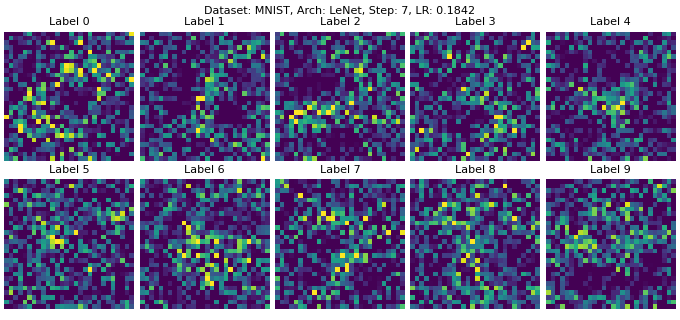 Dataset: MNIST, Arch: LeNet, Step: 7, LR: 0.1842
Label 0
Label 1
Label 2
Label 3
Label 4
Label 5
Label 6
Label 7
Label 8
Label 9